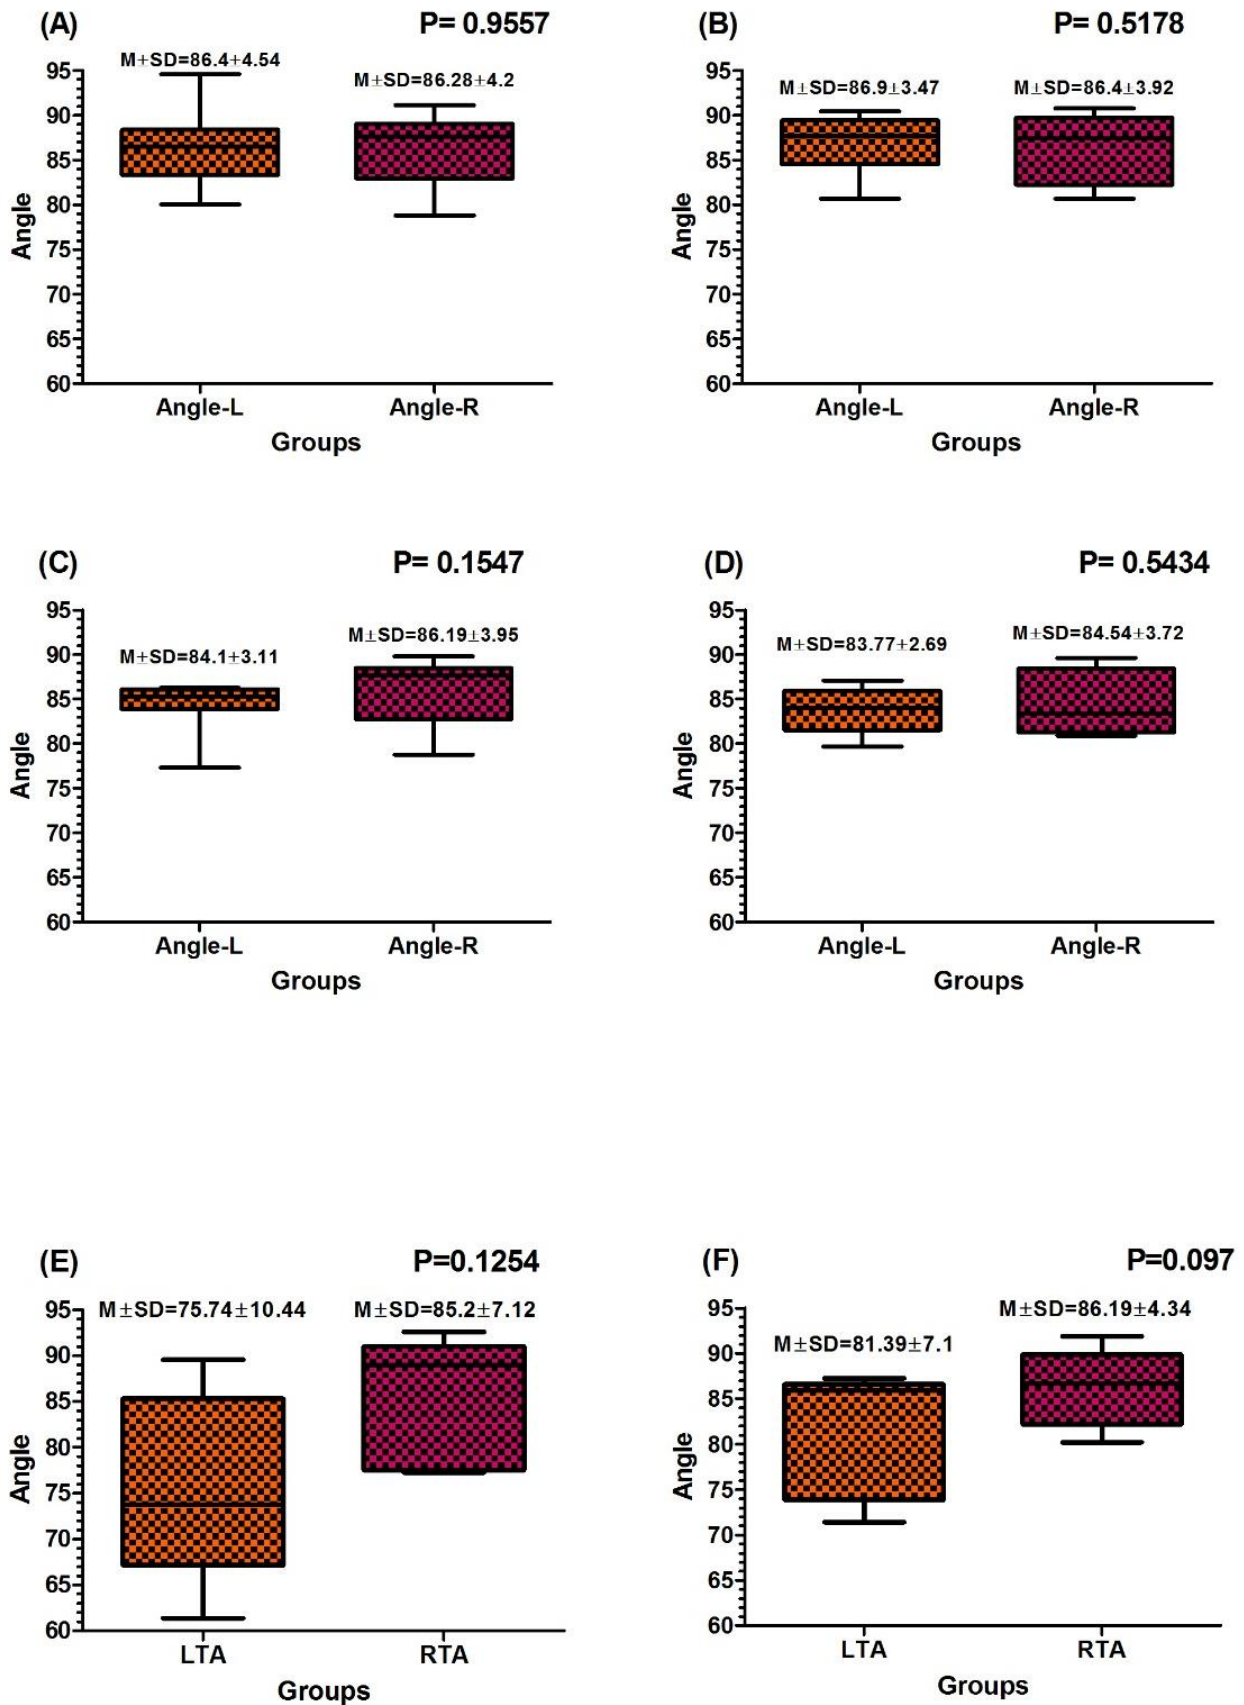 (A)
P= 0.9557
M+SD=86.4+4.54
M±SD=86.28±4.2
95
90
85
80
75
70
65
60
Angle
Angle-L
Angle-R
Groups
(B)
P= 0.5178
M±SD=86.9±3.47
M±SD=86.4±3.92
95
90
85
80
75
70
65
60
Angle
Angle-L
Angle-R
Groups
(C)
P= 0.1547
M±SD=84.1±3.11
M±SD=86.19±3.95
95
90
85
80
75
70
65
60
Angle
Angle-L
Angle-R
Groups
(D)
P= 0.5434
M±SD=83.77±2.69
M±SD=84.54±3.72
95
90
85
80
75
70
65
60
Angle
Angle-L
Angle-R
Groups
(E)
P=0.1254
M±SD=75.74±10.44
M±SD=85.2±7.12
95
90
85
80
75
70
65
60
Angle
LTA
RTA
Groups
(F)
P=0.097
M±SD=81.39±7.1
M±SD=86.19±4.34
95
90
85
80
75
70
65
60
Angle
LTA
RTA
Groups